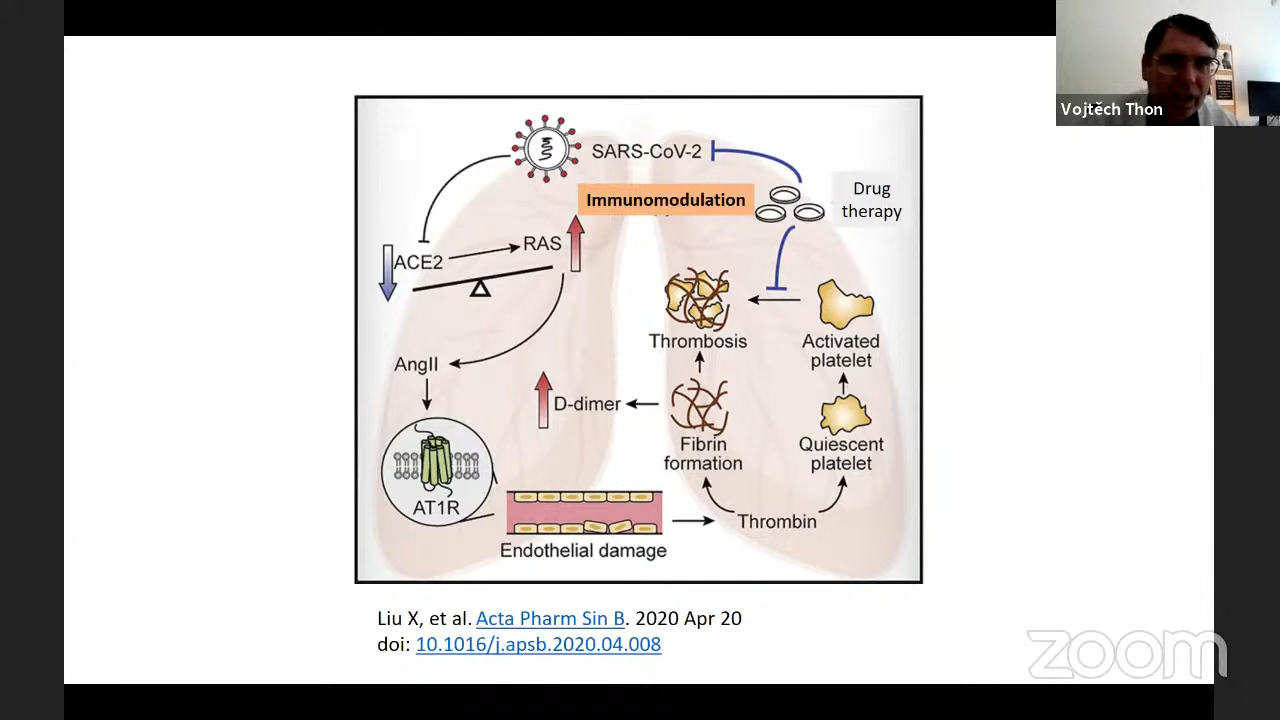 Vojtěch Thon
SARS-CoV-2
Immunomodulation
Drug
therapy
ACE2
RAS
Thrombosis
Activated
platelet
AngII
D-dimer
Fibrin
formation
Quiescent
platelet
AT1R
Thrombin
Endothelial damage
Liu X, et al. Acta Pharm Sin B. 2020 Apr 20
doi: 10.1016/j.apsb.2020.04.008
zoom